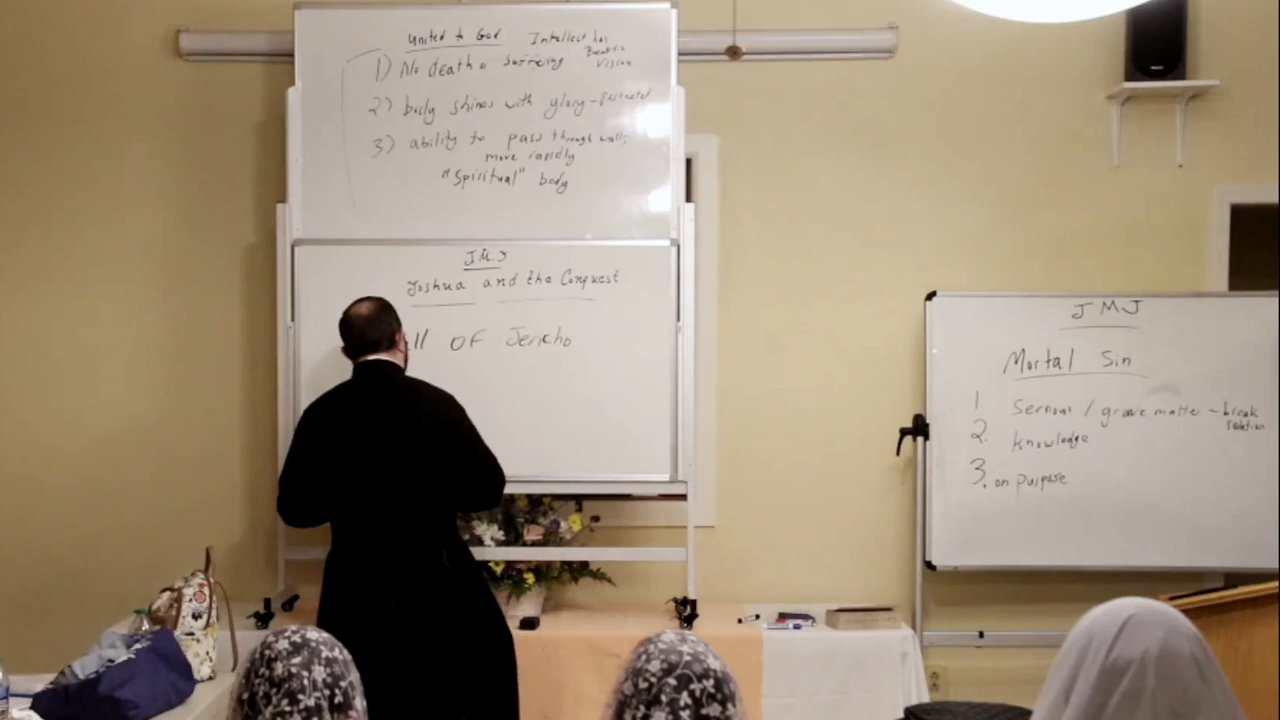 United to God Intellect has
Beatific
Vision
1) No death or suffering
2) body shines with glory -
3) ability to pass through walls
move rapidly
"Spiritual" body
JMJ
Joshua and the Conquest
ll OF Jericho
JMJ
Mortal Sin
1 Serious / grave matter - break
relation
2. Knowledge
3. on purpose